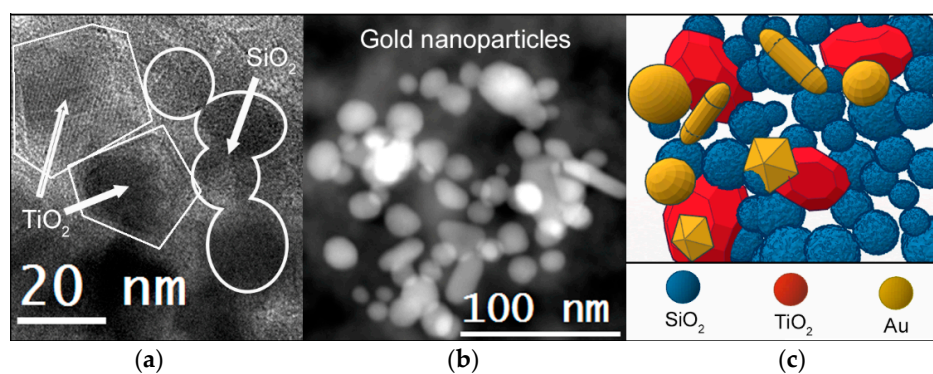 SiO₂
TiO₂
20 nm
Gold nanoparticles
100 nm
SiO₂
TiO₂
Au
(a)
(b)
(c)